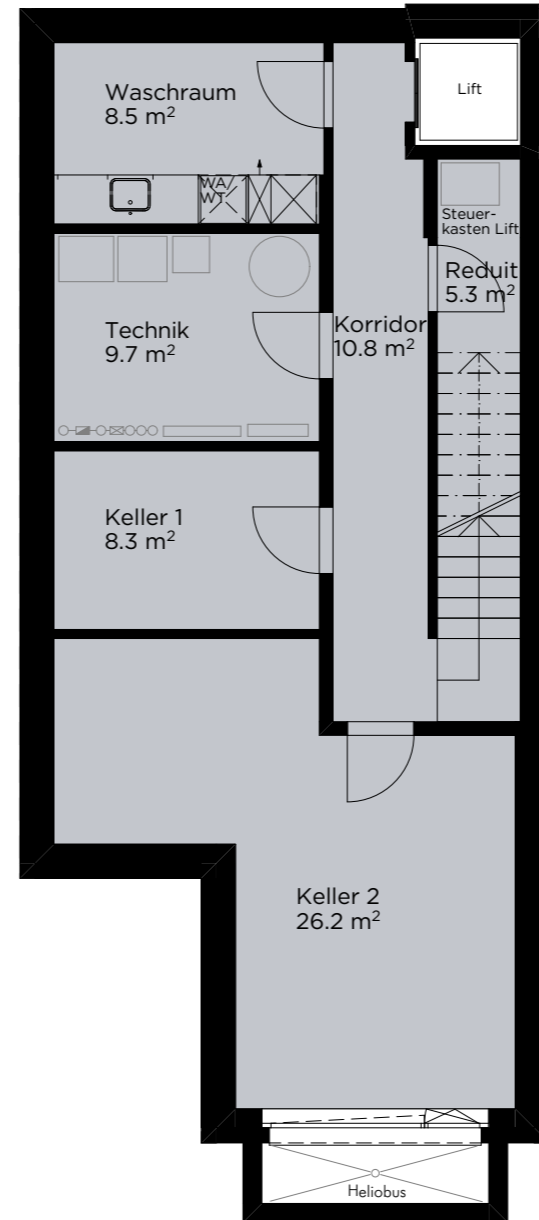 Lift
Waschraum
8.5 m²
WA/
WT
Steuer-
kasten Lift
Reduit
5.3 m²
Technik
9.7 m²
Korridor
10.8 m²
Keller 1
8.3 m²
Keller 2
26.2 m²
Heliobus